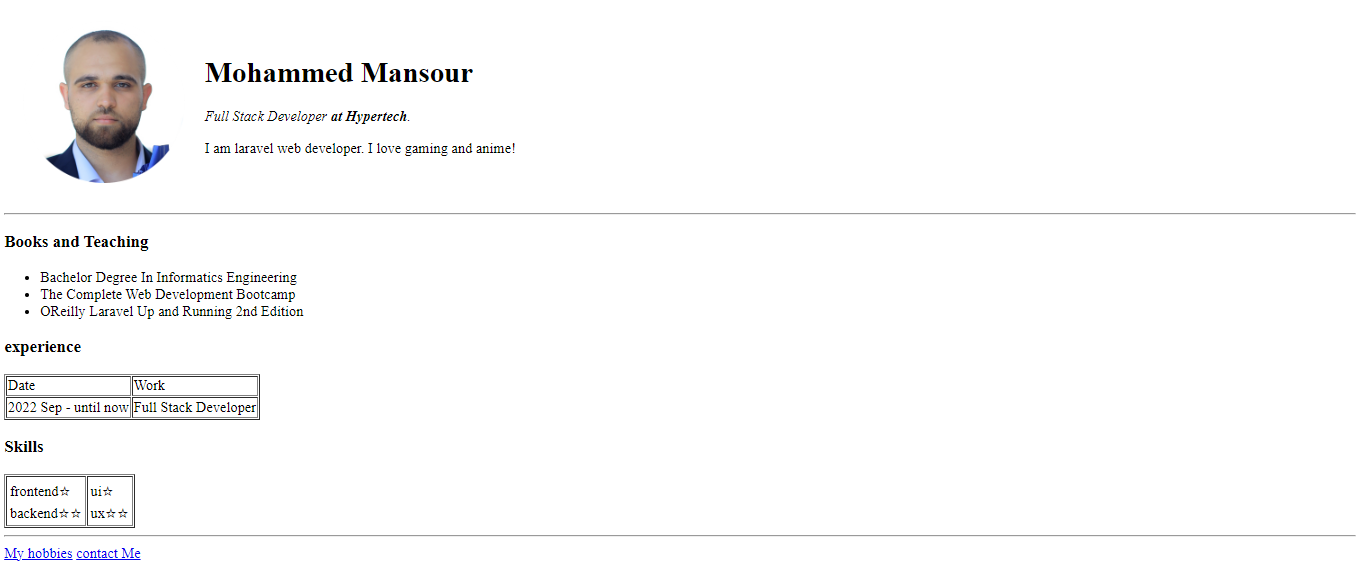 Mohammed Mansour
Full Stack Developer at Hypertech.
I am laravel web developer. I love gaming and anime!
Books and Teaching
• Bachelor Degree In Informatics Engineering
• The Complete Web Development Bootcamp
• OReilly Laravel Up and Running 2nd Edition
experience
Date Work
2022 Sep - until now Full Stack Developer
Skills
frontend☆ ui☆
backend☆☆ ux☆☆
My hobbies contact Me